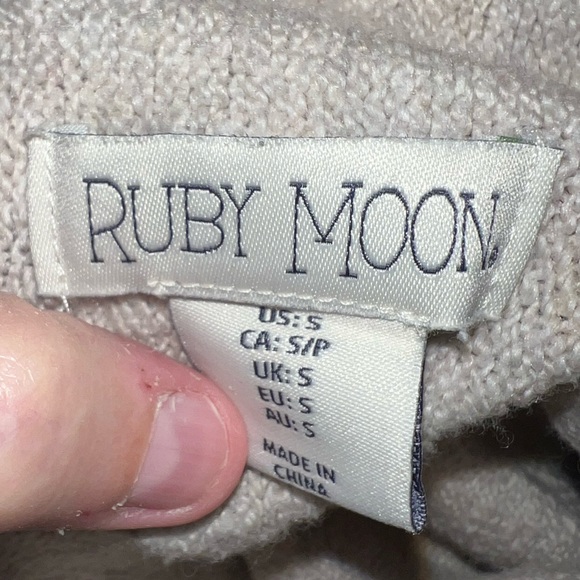 RUBY MOON
US: S
CA: S/P
UK: S
EU: S
AU: S
MADE IN
CHINA